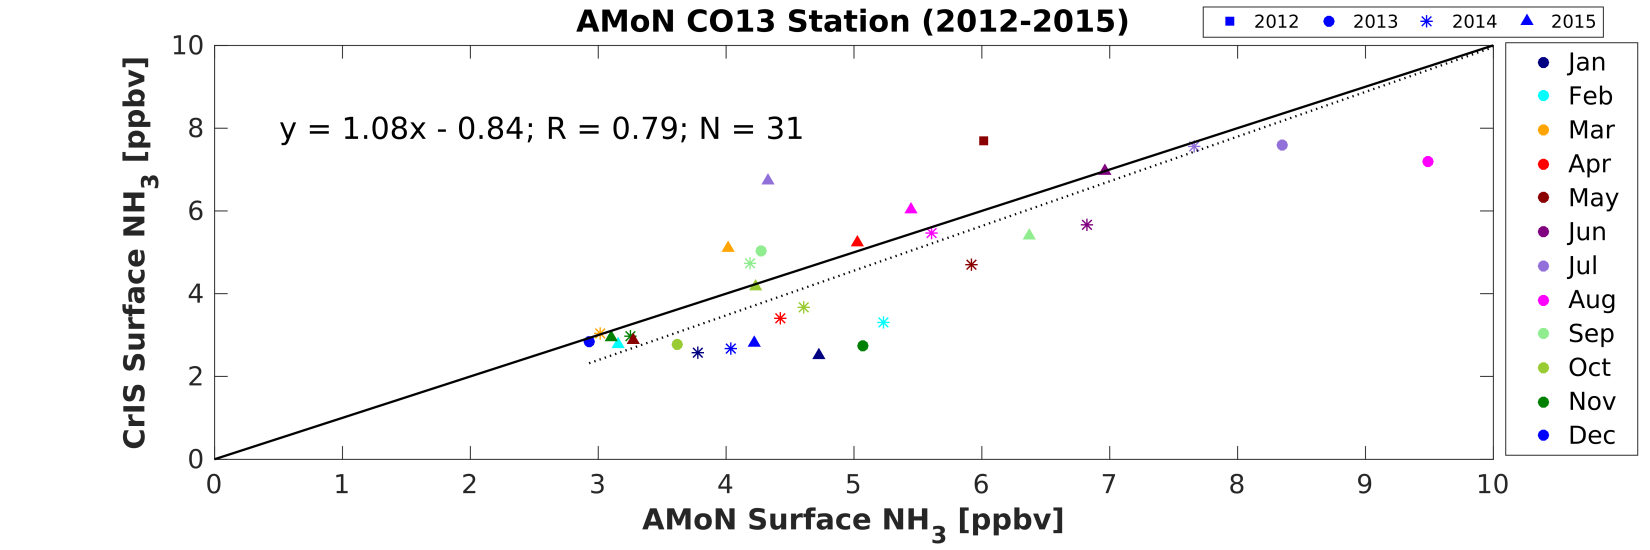 AMoN CO13 Station (2012-2015)
2012 2013 2014 2015
y = 1.08x - 0.84; R = 0.79; N = 31
CrIS Surface NH3 [ppbv]
10
8
6
4
2
0
0 1 2 3 4 5 6 7 8 9 10
AMoN Surface NH3 [ppbv]
Jan
Feb
Mar
Apr
May
Jun
Jul
Aug
Sep
Oct
Nov
Dec